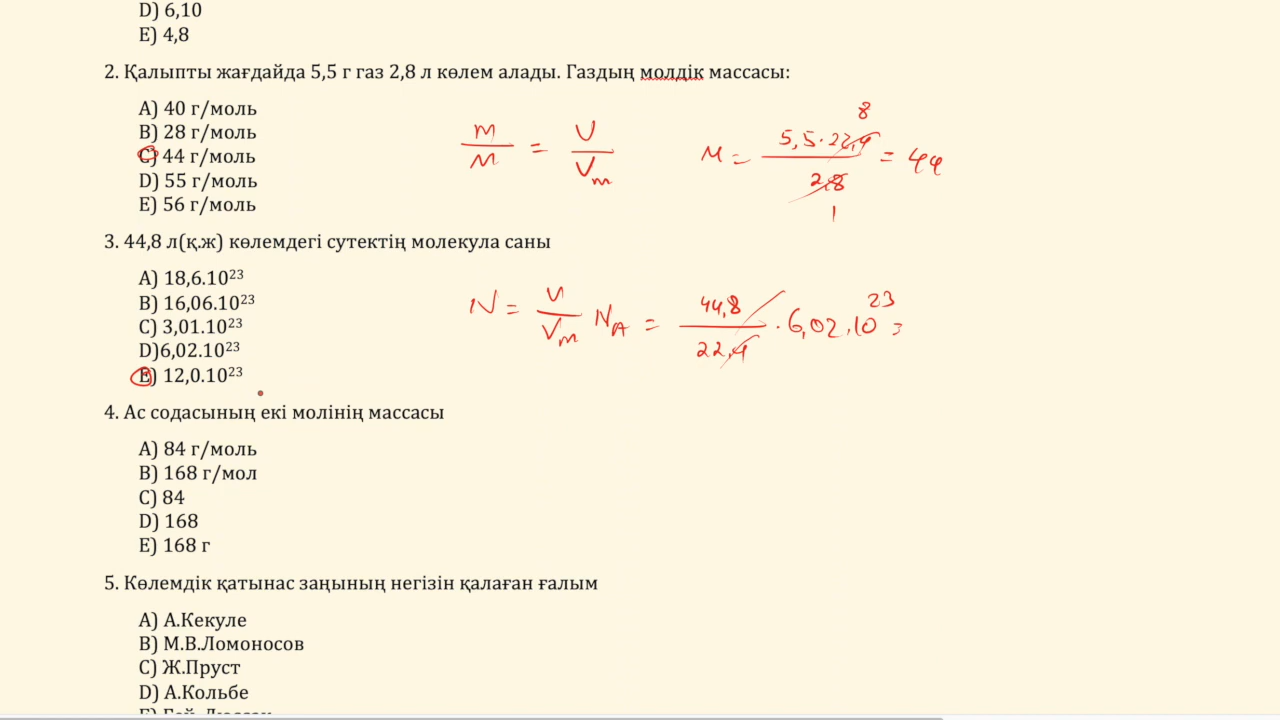 D) 6,10
E) 4,8
2. Қалыпты жағдайда 5,5 г газ 2,8 л көлем алады. Газдың молдік массасы:
A) 40 г/моль
B) 28 г/моль
C) 44 г/моль
D) 55 г/моль
E) 56 г/моль
m/M = V/Vm
M = 5,5·22,4/2,8 = 44
8
1
3. 44,8 л(қ.ж) көлемдегі сутектің молекула саны
A) 18,6.10²³
B) 16,06.10²³
C) 3,01.10²³
D)6,02.10²³
E) 12,0.10²³
N = V/Vm NA = 44,8/22,4 · 6,02.10²³ =
4. Ас содасының екі молінің массасы
A) 84 г/моль
B) 168 г/мол
C) 84
D) 168
E) 168 г
5. Көлемдік қатынас заңының негізін қалаған ғалым
A) А.Кекуле
B) М.В.Ломоносов
C) Ж.Пруст
D) А.Кольбе